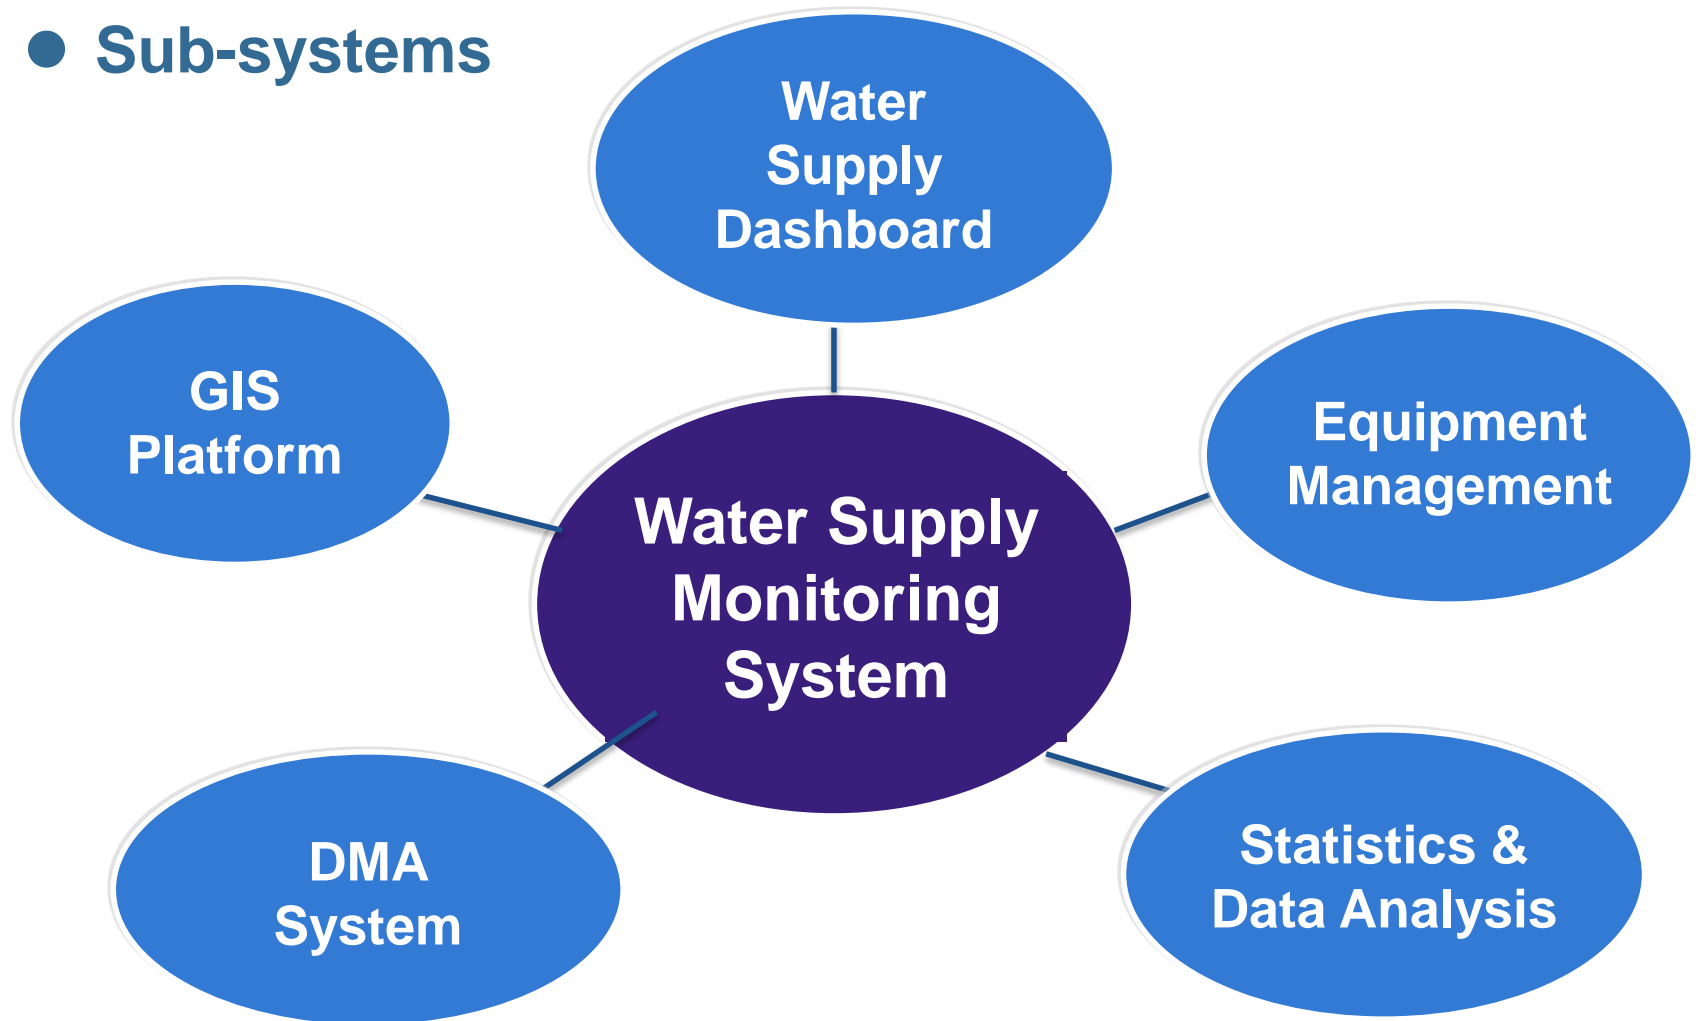 ● Sub-systems
Water
Supply
Dashboard
GIS
Platform
Equipment
Management
Water Supply
Monitoring
System
DMA
System
Statistics &
Data Analysis